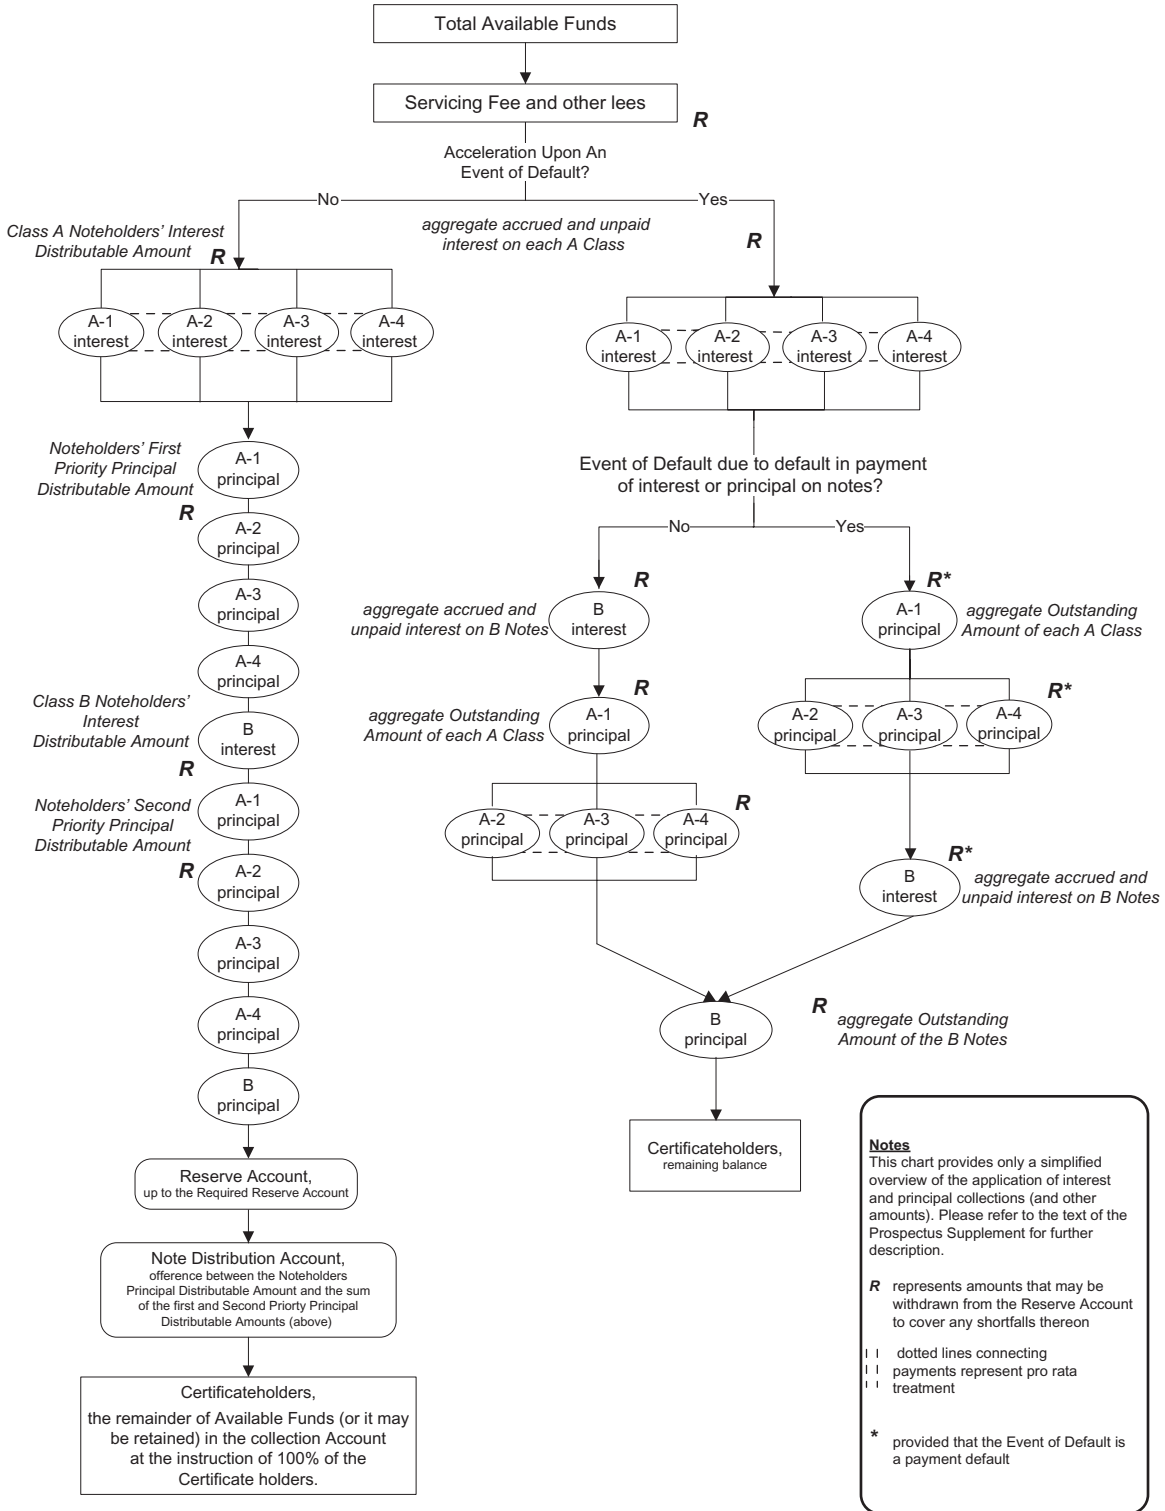 Total Available Funds
Servicing Fee and other lees
R
Acceleration Upon An
Event of Default?
No
Yes
Class A Noteholders' Interest
Distributable Amount
R
aggregate accrued and unpaid
interest on each A Class
R
A-1
interest
A-2
interest
A-3
interest
A-4
interest
A-1
interest
A-2
interest
A-3
interest
A-4
interest
Noteholders' First
Priority Principal
Distributable Amount
R
A-1
principal
A-2
principal
A-3
principal
A-4
principal
Class B Noteholders'
Interest
Distributable Amount
R
B
interest
Noteholders' Second
Priority Principal
Distributable Amount
R
A-1
principal
A-2
principal
A-3
principal
A-4
principal
B
principal
Reserve Account,
up to the Required Reserve Account
Note Distribution Account,
ofference between the Noteholders
Principal Distributable Amount and the sum
of the first and Second Priorty Principal
Distributable Amounts (above)
Certificateholders,
the remainder of Available Funds (or it may
be retained) in the collection Account
at the instruction of 100% of the
Certificate holders.
Event of Default due to default in payment
of interest or principal on notes?
No
Yes
R
aggregate accrued and
unpaid interest on B Notes
B
interest
R
aggregate Outstanding
Amount of each A Class
A-1
principal
R
A-2
principal
A-3
principal
A-4
principal
R*
A-1
principal
aggregate Outstanding
Amount of each A Class
R*
A-2
principal
A-3
principal
A-4
principal
R*
B
interest
aggregate accrued and
unpaid interest on B Notes
B
principal
R
aggregate Outstanding
Amount of the B Notes
Certificateholders,
remaining balance
Notes
This chart provides only a simplified
overview of the application of interest
and principal collections (and other
amounts). Please refer to the text of the
Prospectus Supplement for further
description.
R represents amounts that may be
withdrawn from the Reserve Account
to cover any shortfalls thereon
dotted lines connecting
payments represent pro rata
treatment
* provided that the Event of Default is
a payment default